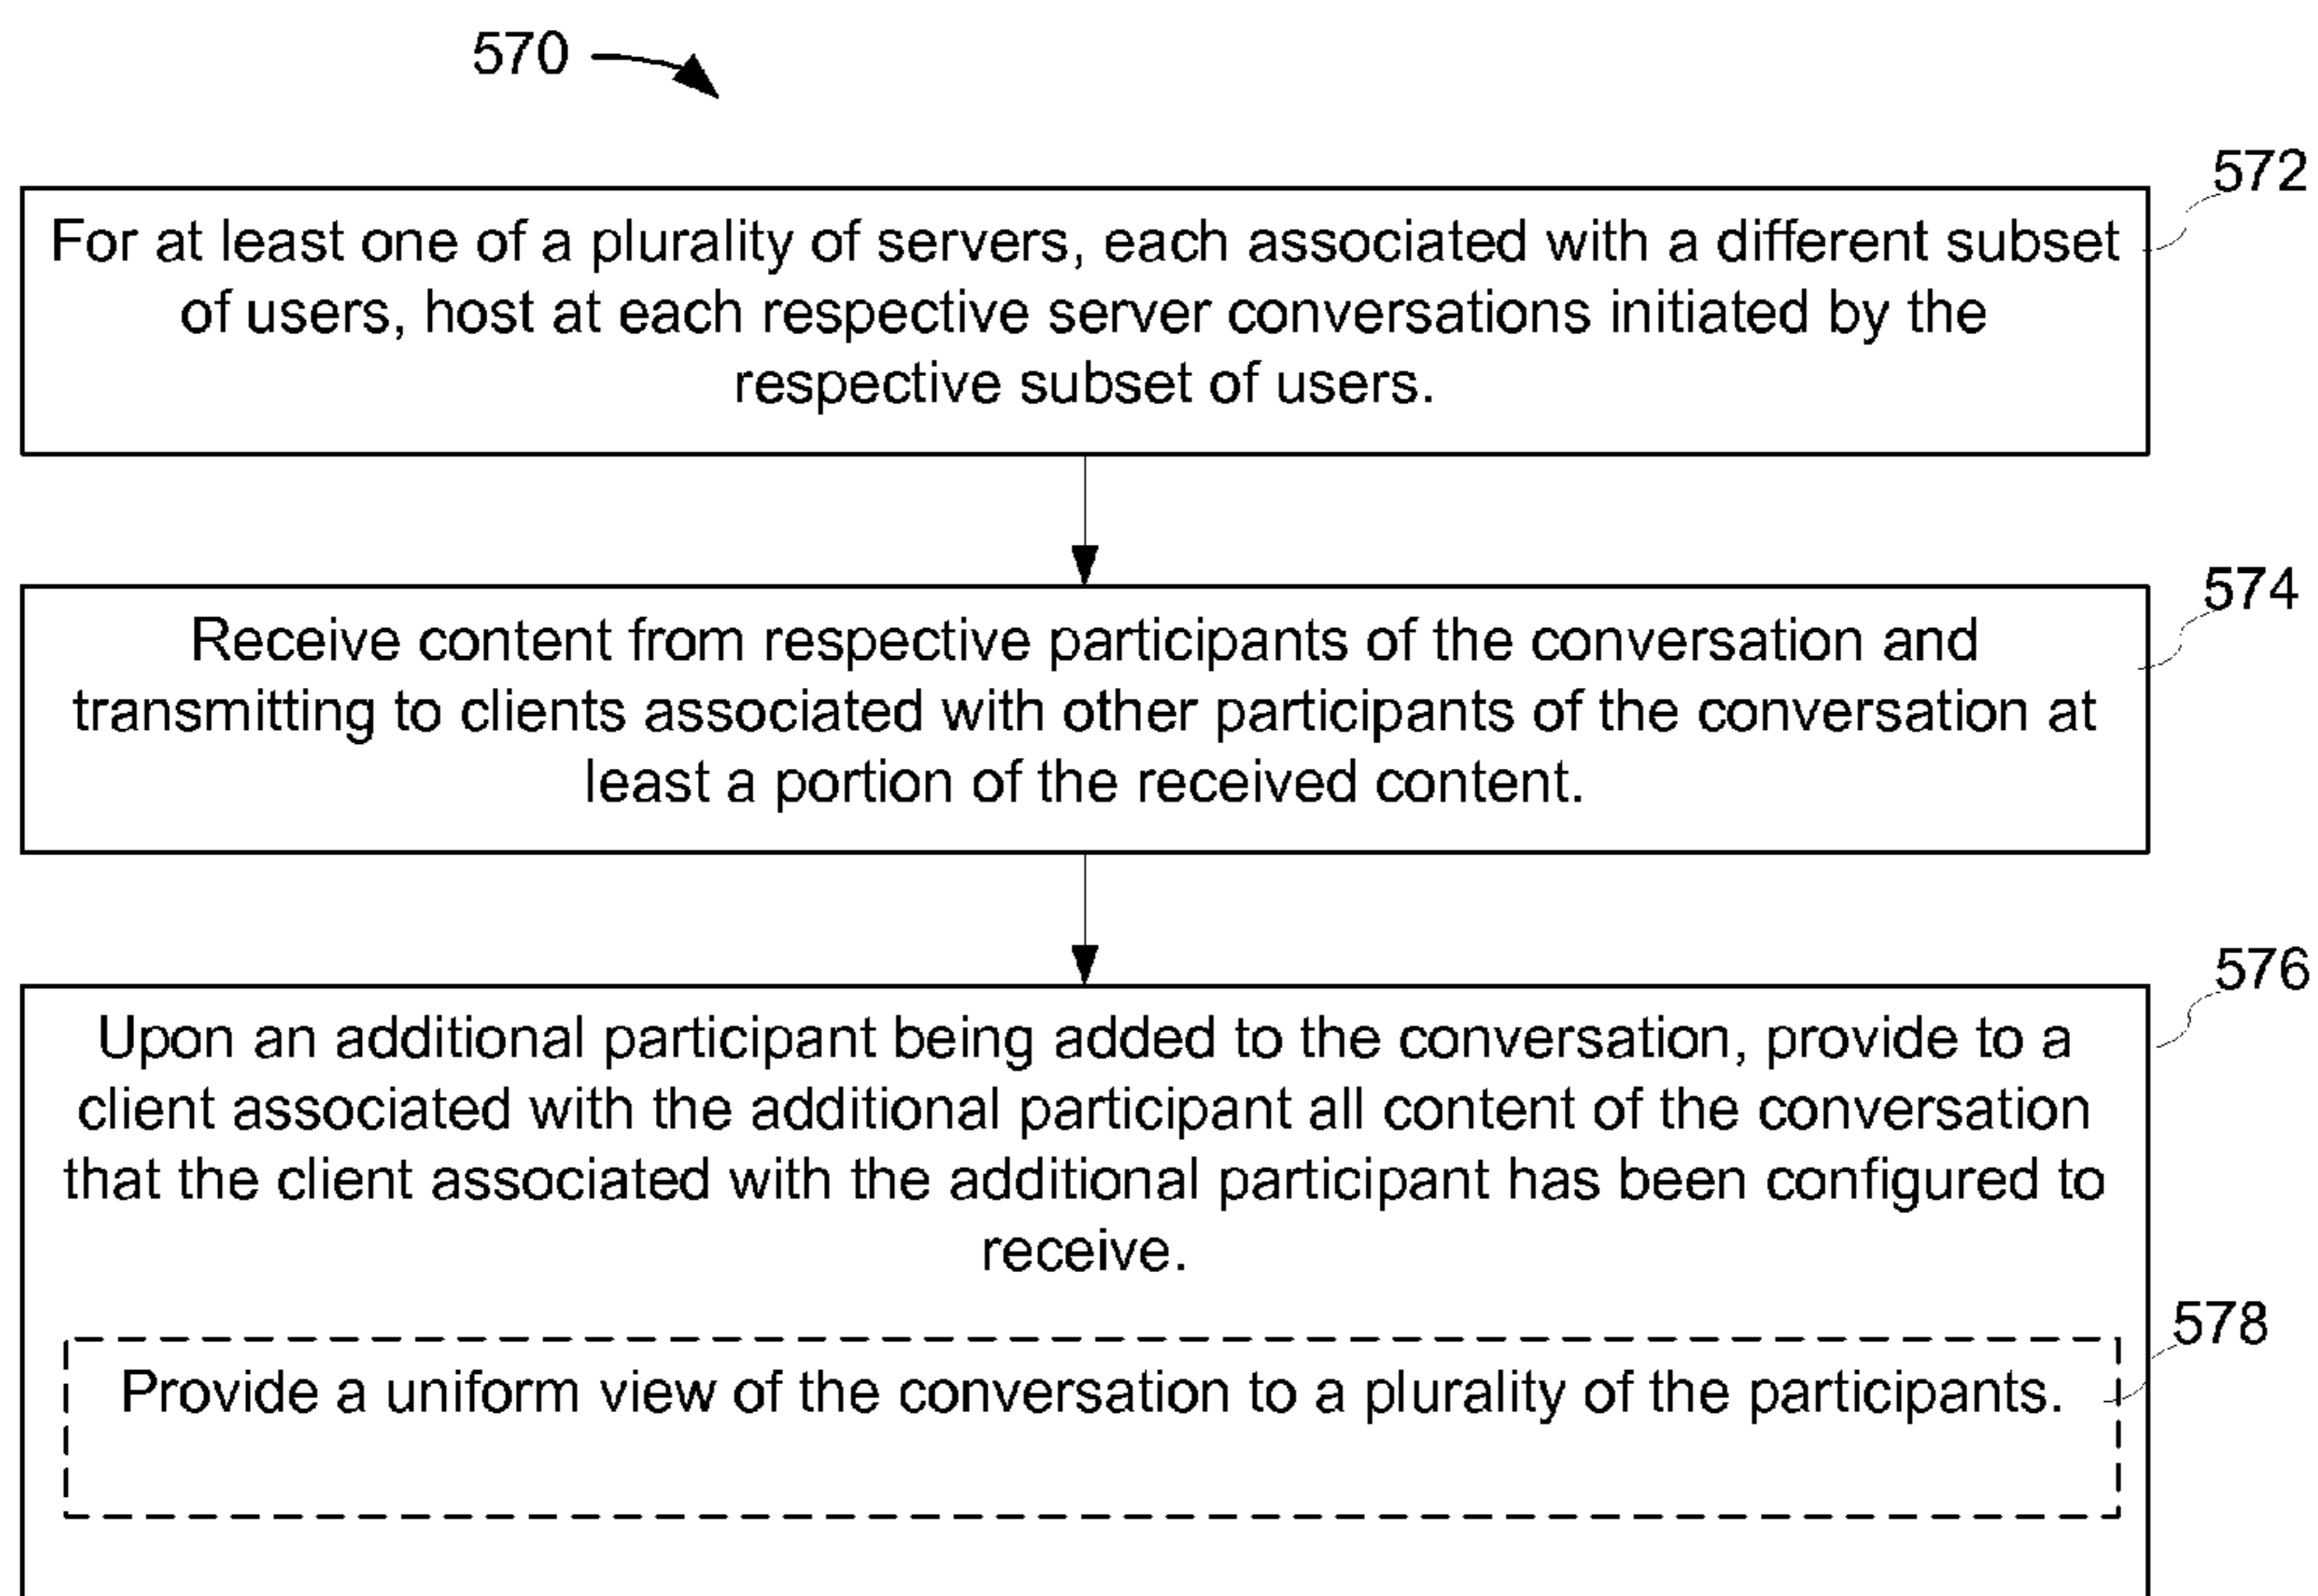 570
572
For at least one of a plurality of servers, each associated with a different subset
of users, host at each respective server conversations initiated by the
respective subset of users.
574
Receive content from respective participants of the conversation and
transmitting to clients associated with other participants of the conversation at
least a portion of the received content.
576
Upon an additional participant being added to the conversation, provide to a
client associated with the additional participant all content of the conversation
that the client associated with the additional participant has been configured to
receive.
578
Provide a uniform view of the conversation to a plurality of the participants.